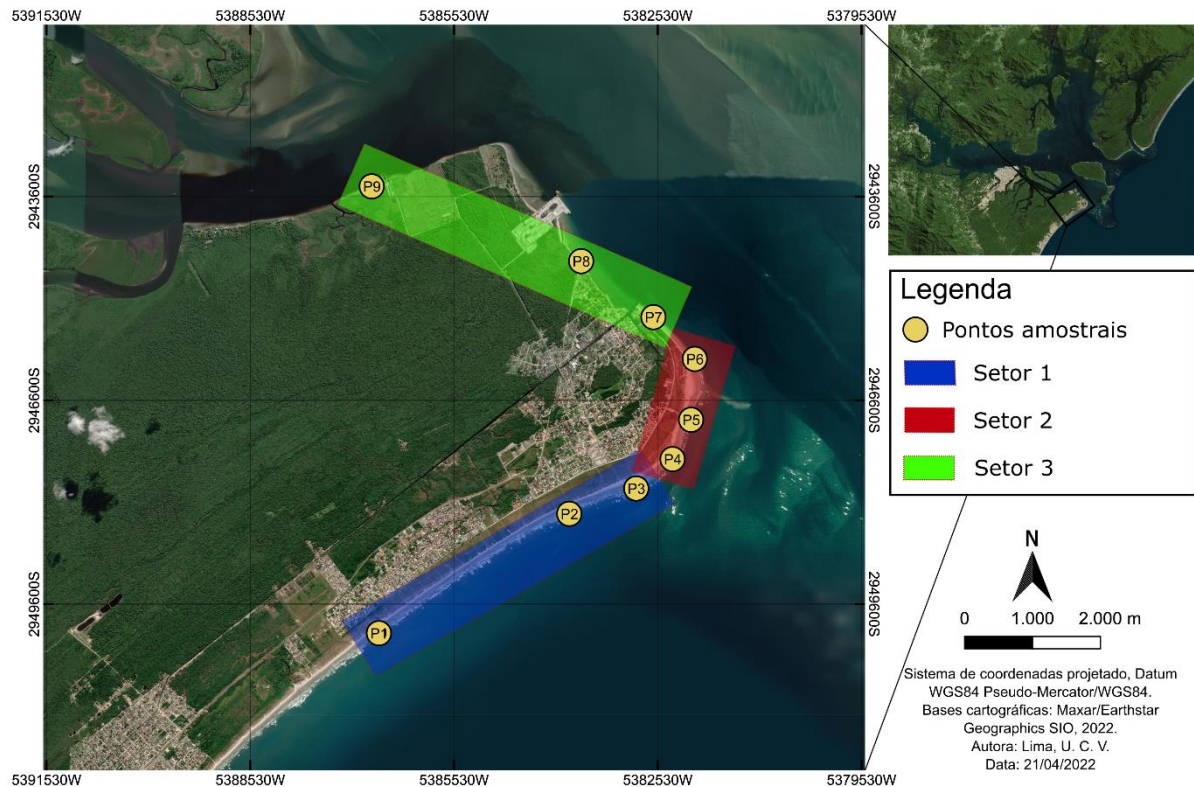 5391530W 5388530W 5385530W 5382530W 5379530W
2943600S 2943600S
2946600S 2946600S
2949600S 2949600S
P9
P8
P7
P6
P5
P4
P3
P2
P1
5391530W 5388530W 5385530W 5382530W 5379530W
Legenda
Pontos amostrais
Setor 1
Setor 2
Setor 3
N
0 1.000 2.000 m
Sistema de coordenadas projetado, Datum
WGS84 Pseudo-Mercator/WGS84.
Bases cartográficas: Maxar/Earthstar
Geographics SIO, 2022.
Autora: Lima, U. C. V.
Data: 21/04/2022